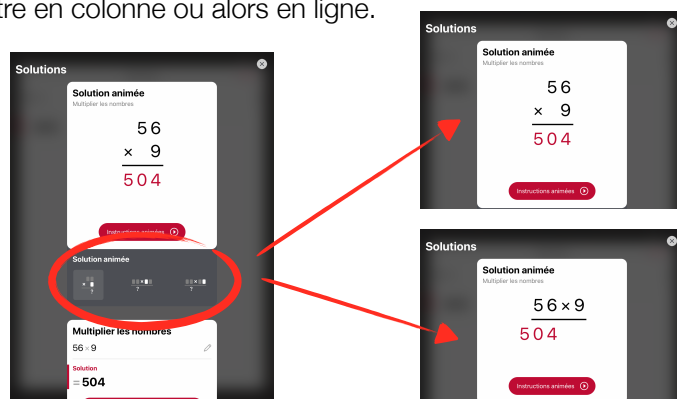 tre en colonne ou alors en ligne.
Solutions
Solution animée
Multiplier les nombres
56
× 9
504
Instructions animées
Solution animée
×
?
×
?
×
?
Multiplier les nombres
56 × 9
Solution
= 504
Solutions
Solution animée
Multiplier les nombres
56
× 9
504
Instructions animées
Solutions
Solution animée
Multiplier les nombres
56×9
504
Instructions animées